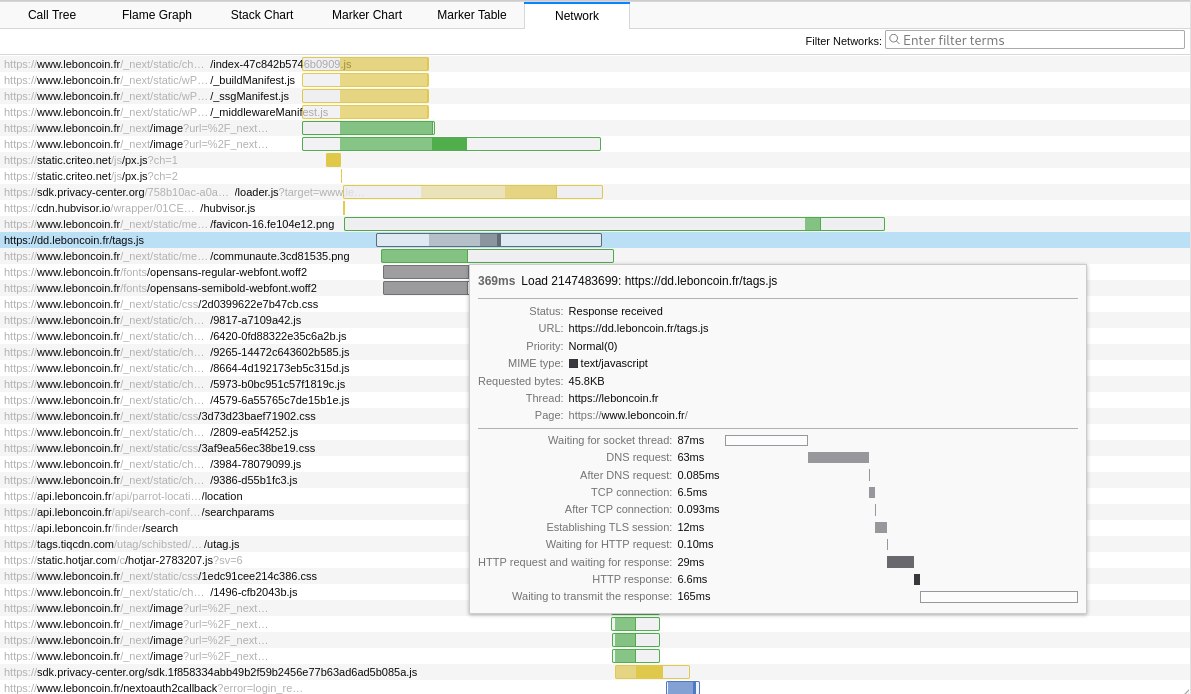 Call Tree Flame Graph Stack Chart Marker Chart Marker Table Network
Filter Networks: Enter filter terms
https://www.leboncoin.fr/_next/static/ch… /index-47c842b5746b0909.js
https://www.leboncoin.fr/_next/static/wP… /_buildManifest.js
https://www.leboncoin.fr/_next/static/wP… /_ssgManifest.js
https://www.leboncoin.fr/_next/static/wP… /_middlewareManifest.js
https://www.leboncoin.fr/_next/image?url=%2F_next…
https://www.leboncoin.fr/_next/image?url=%2F_next…
https://static.criteo.net/js/px.js?ch=1
https://static.criteo.net/js/px.js?ch=2
https://sdk.privacy-center.org/758b10ac-a0a… /loader.js?target=www.le…
https://cdn.hubvisor.io/wrapper/01CE… /hubvisor.js
https://www.leboncoin.fr/_next/static/me… /favicon-16.fe104e12.png
https://dd.leboncoin.fr/tags.js
https://www.leboncoin.fr/_next/static/me… /communaute.3cd81535.png
https://www.leboncoin.fr/fonts/opensans-regular-webfont.woff2
https://www.leboncoin.fr/fonts/opensans-semibold-webfont.woff2
https://www.leboncoin.fr/_next/static/css/2d0399622e7b47cb.css
https://www.leboncoin.fr/_next/static/ch… /9817-a7109a42.js
https://www.leboncoin.fr/_next/static/ch… /6420-0fd88322e35c6a2b.js
https://www.leboncoin.fr/_next/static/ch… /9265-14472c643602b585.js
https://www.leboncoin.fr/_next/static/ch… /8664-4d192173eb5c315d.js
https://www.leboncoin.fr/_next/static/ch… /5973-b0bc951c57f1819c.js
https://www.leboncoin.fr/_next/static/ch… /4579-6a55765c7de15b1e.js
https://www.leboncoin.fr/_next/static/css/3d73d23baef71902.css
https://www.leboncoin.fr/_next/static/ch… /2809-ea5f4252.js
https://www.leboncoin.fr/_next/static/css/3af9ea56ec38be19.css
https://www.leboncoin.fr/_next/static/ch… /3984-78079099.js
https://www.leboncoin.fr/_next/static/ch… /9386-d55b1fc3.js
https://api.leboncoin.fr/api/parrot-locati… /location
https://api.leboncoin.fr/api/search-conf… /searchparams
https://api.leboncoin.fr/finder/search
https://tags.tiqcdn.com/utag/schibsted/… /utag.js
https://static.hotjar.com/c/hotjar-2783207.js?sv=6
https://www.leboncoin.fr/_next/static/css/1edc91cee214c386.css
https://www.leboncoin.fr/_next/static/ch… /1496-cfb2043b.js
https://www.leboncoin.fr/_next/image?url=%2F_next…
https://www.leboncoin.fr/_next/image?url=%2F_next…
https://www.leboncoin.fr/_next/image?url=%2F_next…
https://www.leboncoin.fr/_next/image?url=%2F_next…
https://sdk.privacy-center.org/sdk.1f858334abb49b2f59b2456e77b63ad6ad5b085a.js
https://www.leboncoin.fr/nextoauth2callback?error=login_re…
369ms Load 2147483699: https://dd.leboncoin.fr/tags.js
Status: Response received
URL: https://dd.leboncoin.fr/tags.js
Priority: Normal(0)
MIME type: text/javascript
Requested bytes: 45.8KB
Thread: https://leboncoin.fr
Page: https://www.leboncoin.fr/
Waiting for socket thread: 87ms
DNS request: 63ms
After DNS request: 0.085ms
TCP connection: 6.5ms
After TCP connection: 0.093ms
Establishing TLS session: 12ms
Waiting for HTTP request: 0.10ms
HTTP request and waiting for response: 29ms
HTTP response: 6.6ms
Waiting to transmit the response: 165ms